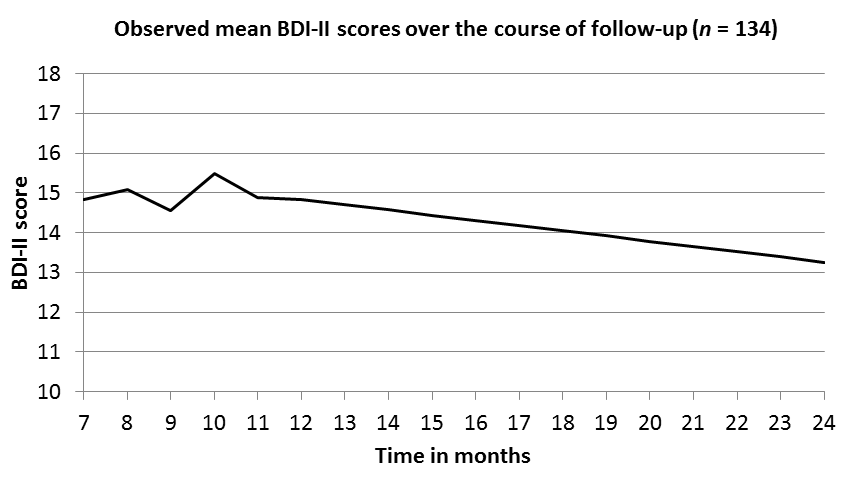 Observed mean BDI-II scores over the course of follow-up (n = 134)
18
17
16
15
14
13
12
11
10
BDI-II score
7 8 9 10 11 12 13 14 15 16 17 18 19 20 21 22 23 24
Time in months